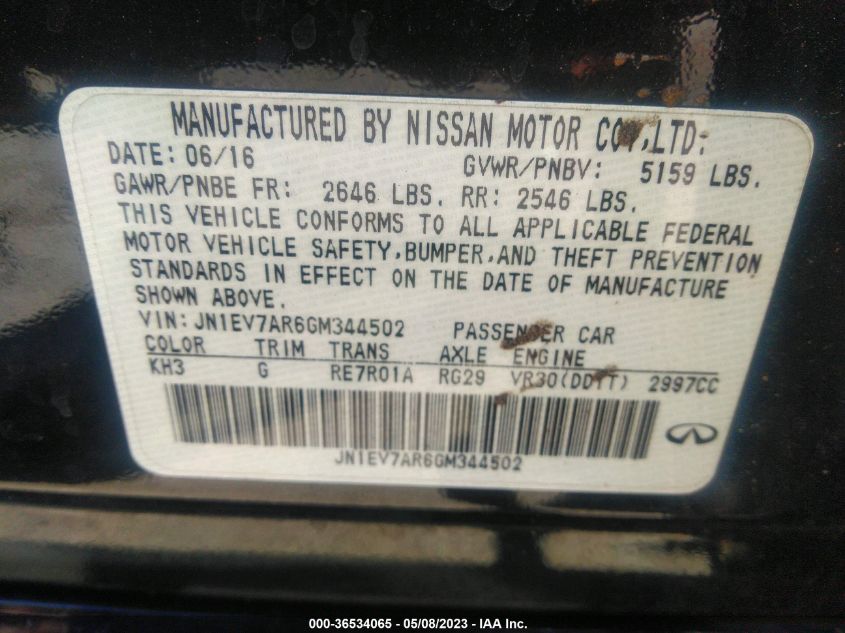 MANUFACTURED BY NISSAN MOTOR CO.,LTD:
DATE: 06/16 GVWR/PNBV: 5159 LBS.
GAWR/PNBE FR: 2646 LBS. RR: 2546 LBS.
THIS VEHICLE CONFORMS TO ALL APPLICABLE FEDERAL
MOTOR VEHICLE SAFETY,BUMPER,AND THEFT PREVENTION
STANDARDS IN EFFECT ON THE DATE OF MANUFACTURE
SHOWN ABOVE.
VIN: JN1EV7AR6GM344502 PASSENGER CAR
COLOR TRIM TRANS AXLE ENGINE
KH3 G RE7R01A RG29 VR30(DDTT) 2997CC
JN1EV7AR6GM344502
000-36534065 - 05/08/2023 - IAA Inc.